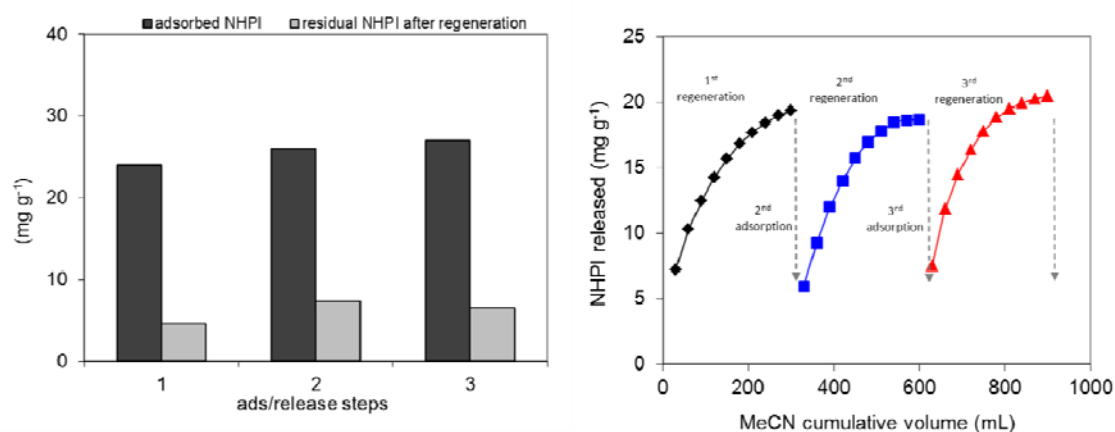 adsorbed NHPI residual NHPI after regeneration
40
30
20
10
0
(mg g-1)
1 2 3
ads/release steps
25
20
15
10
5
0
NHPI released (mg g-1)
1st
regeneration
2nd
regeneration
3rd
regeneration
2nd
adsorption
3rd
adsorption
0 200 400 600 800 1000
MeCN cumulative volume (mL)